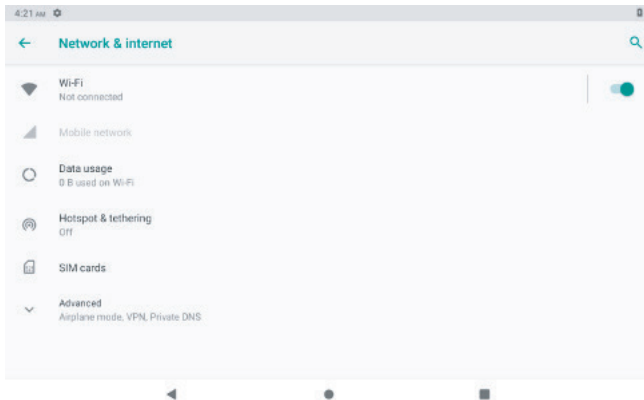 4:21 AM
Network & internet
Wi-Fi
Not connected
Mobile network
Data usage
0 B used on Wi-Fi
Hotspot & tethering
Off
SIM cards
Advanced
Airplane mode, VPN, Private DNS